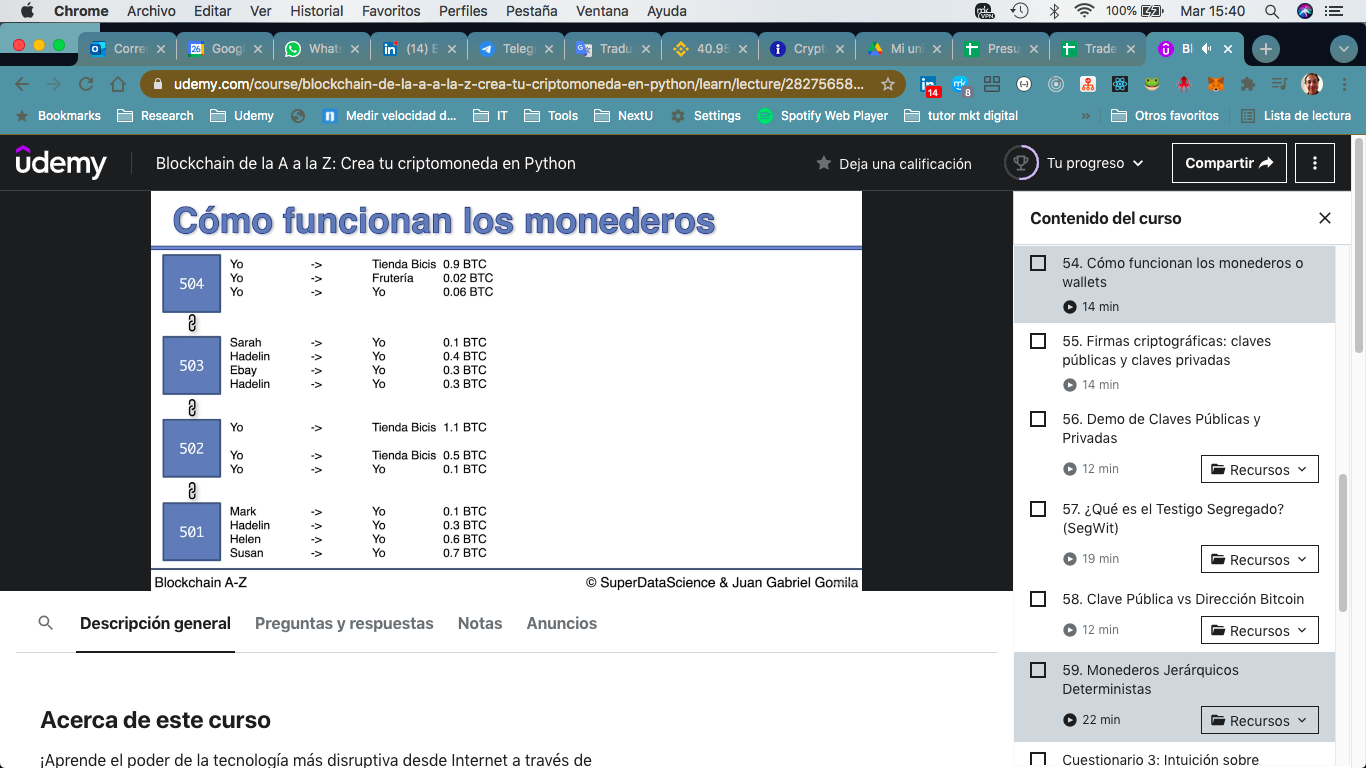 Chrome Archivo Editar Ver Historial Favoritos Perfiles Pestaña Ventana Ayuda 100% Mar 15:40
Corre Googl What (14) E Teleg Tradu 40.95 Crypt Mi uni Presu Trade Bl
udemy.com/course/blockchain-de-la-a-a-la-z-crea-tu-criptomoneda-en-python/learn/lecture/28275658... 14 8
Bookmarks Research Udemy Medir velocidad d... IT Tools NextU Settings Spotify Web Player tutor mkt digital » Otros favoritos Lista de lectura
ûdemy Blockchain de la A a la Z: Crea tu criptomoneda en Python Deja una calificación Tu progreso Compartir
Cómo funcionan los monederos
504
Yo -> Tienda Bicis 0.9 BTC
Yo -> Frutería 0.02 BTC
Yo -> Yo 0.06 BTC
503
Sarah -> Yo 0.1 BTC
Hadelin -> Yo 0.4 BTC
Ebay -> Yo 0.3 BTC
Hadelin -> Yo 0.3 BTC
502
Yo -> Tienda Bicis 1.1 BTC
Yo -> Tienda Bicis 0.5 BTC
Yo -> Yo 0.1 BTC
501
Mark -> Yo 0.1 BTC
Hadelin -> Yo 0.3 BTC
Helen -> Yo 0.6 BTC
Susan -> Yo 0.7 BTC
Blockchain A-Z © SuperDataScience & Juan Gabriel Gomila
Descripción general Preguntas y respuestas Notas Anuncios
Acerca de este curso
¡Aprende el poder de la tecnología más disruptiva desde Internet a través de
Contenido del curso
54. Cómo funcionan los monederos o
wallets
14 min
55. Firmas criptográficas: claves
públicas y claves privadas
14 min
56. Demo de Claves Públicas y
Privadas
12 min Recursos
57. ¿Qué es el Testigo Segregado?
(SegWit)
19 min Recursos
58. Clave Pública vs Dirección Bitcoin
12 min Recursos
59. Monederos Jerárquicos
Deterministas
22 min Recursos
Cuestionario 3: Intuición sobre